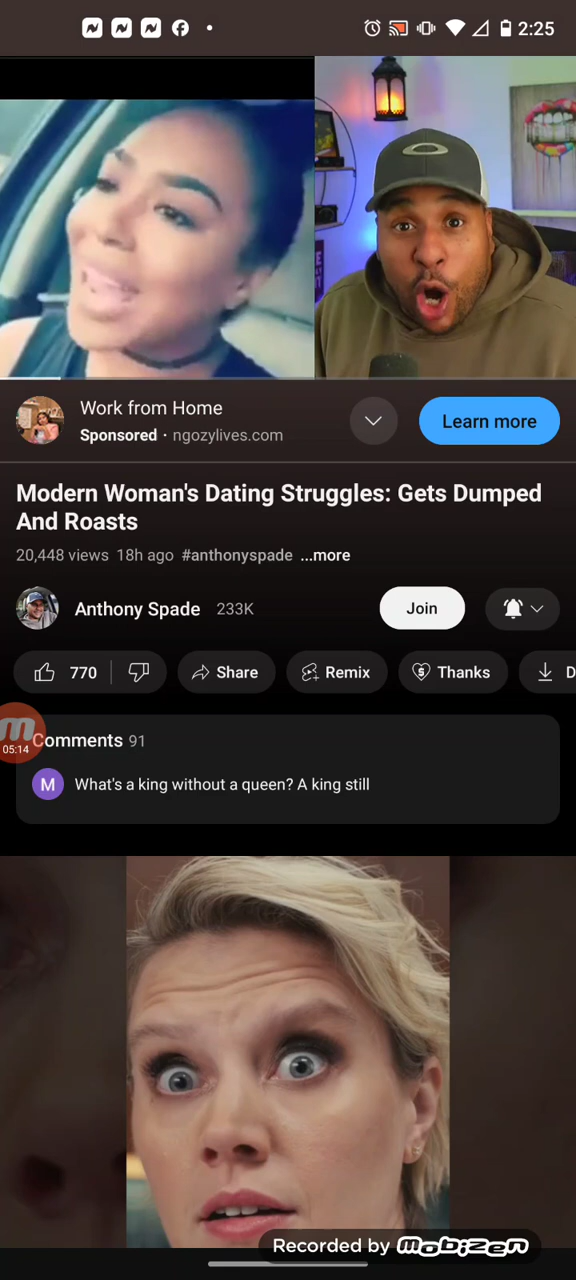 2:25
Work from Home
Sponsored · ngozylives.com
Learn more
Modern Woman's Dating Struggles: Gets Dumped
And Roasts
20,448 views 18h ago #anthonyspade ...more
Anthony Spade 233K
Join
770
Share
Remix
Thanks
D
m
05:14
Comments 91
M
What's a king without a queen? A king still
Recorded by mobizen